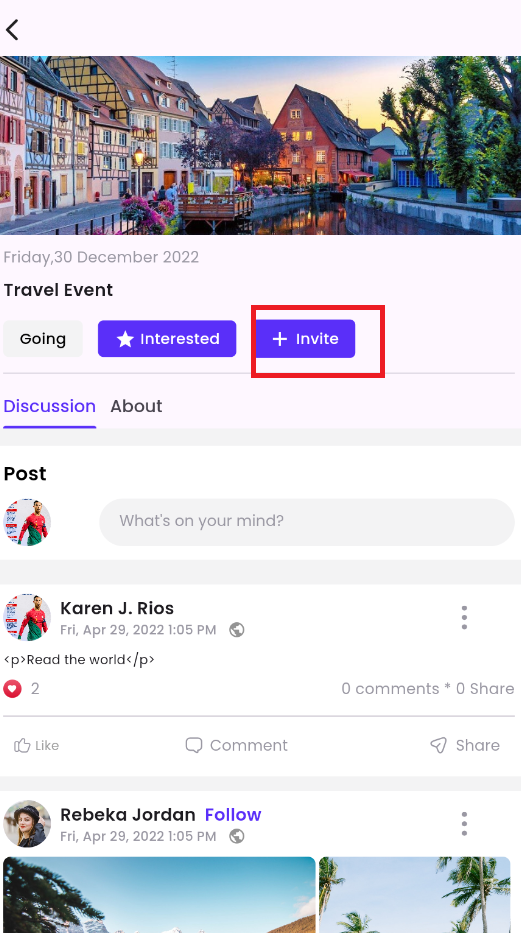 Friday,30 December 2022
Travel Event
Going
Interested
Invite
Discussion
About
Post
What's on your mind?
Karen J. Rios
Fri, Apr 29, 2022 1:05 PM
<p>Read the world</p>
2
0 comments * 0 Share
Like
Comment
Share
Rebeka Jordan Follow
Fri, Apr 29, 2022 1:05 PM